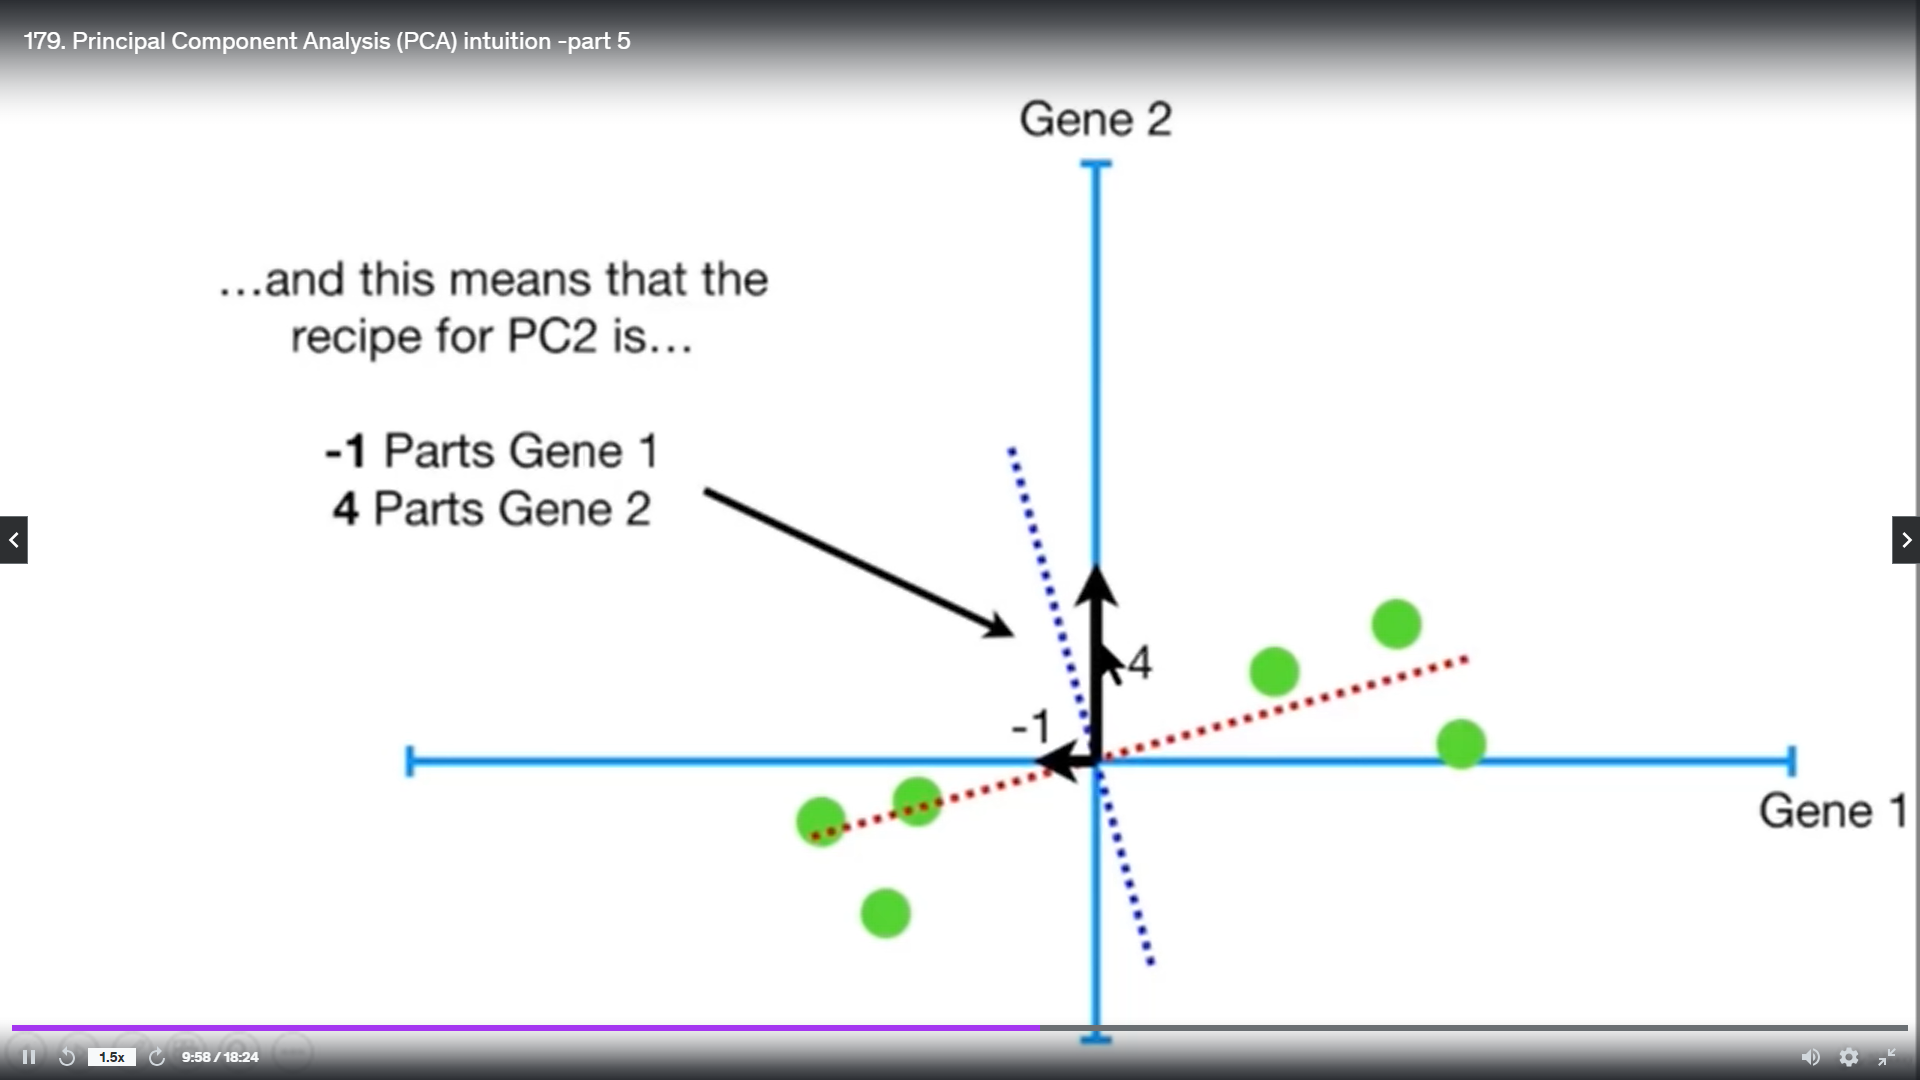 179. Principal Component Analysis (PCA) intuition -part 5
Gene 2
...and this means that the
recipe for PC2 is...
-1 Parts Gene 1
4 Parts Gene 2
4
-1
Gene 1
1.5x
9:58 / 18:24